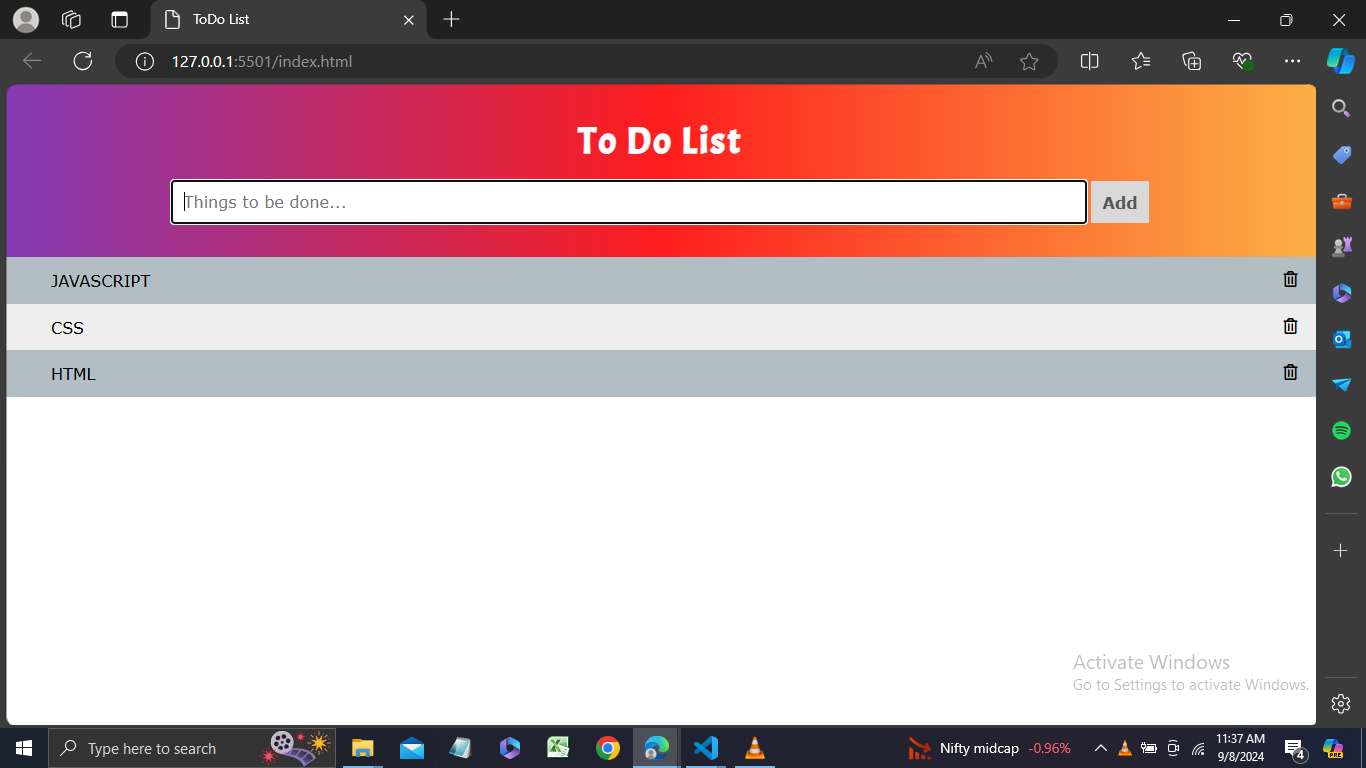 ToDo List
127.0.0.1:5501/index.html
To Do List
Things to be done...
Add
JAVASCRIPT
CSS
HTML
Activate Windows
Go to Settings to activate Windows.
Type here to search
Nifty midcap -0.96%
11:37 AM
9/8/2024
4
PRE